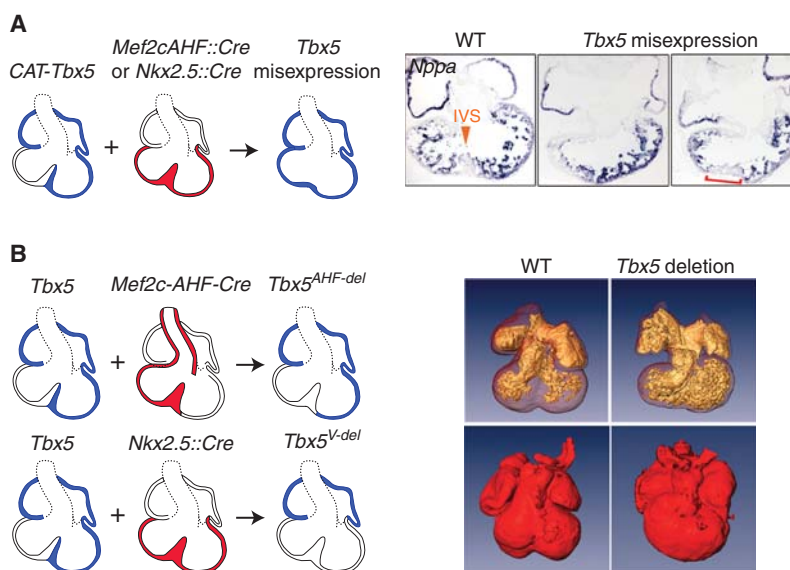 A
CAT-Tbx5
Mef2cAHF::Cre
or Nkx2.5::Cre
Tbx5
misexpression
+
WT
Tbx5 misexpression
Nppa
IVS
B
Tbx5
Mef2c-AHF-Cre
Tbx5AHF-del
+
Tbx5
Nkx2.5::Cre
Tbx5V-del
+
WT
Tbx5 deletion